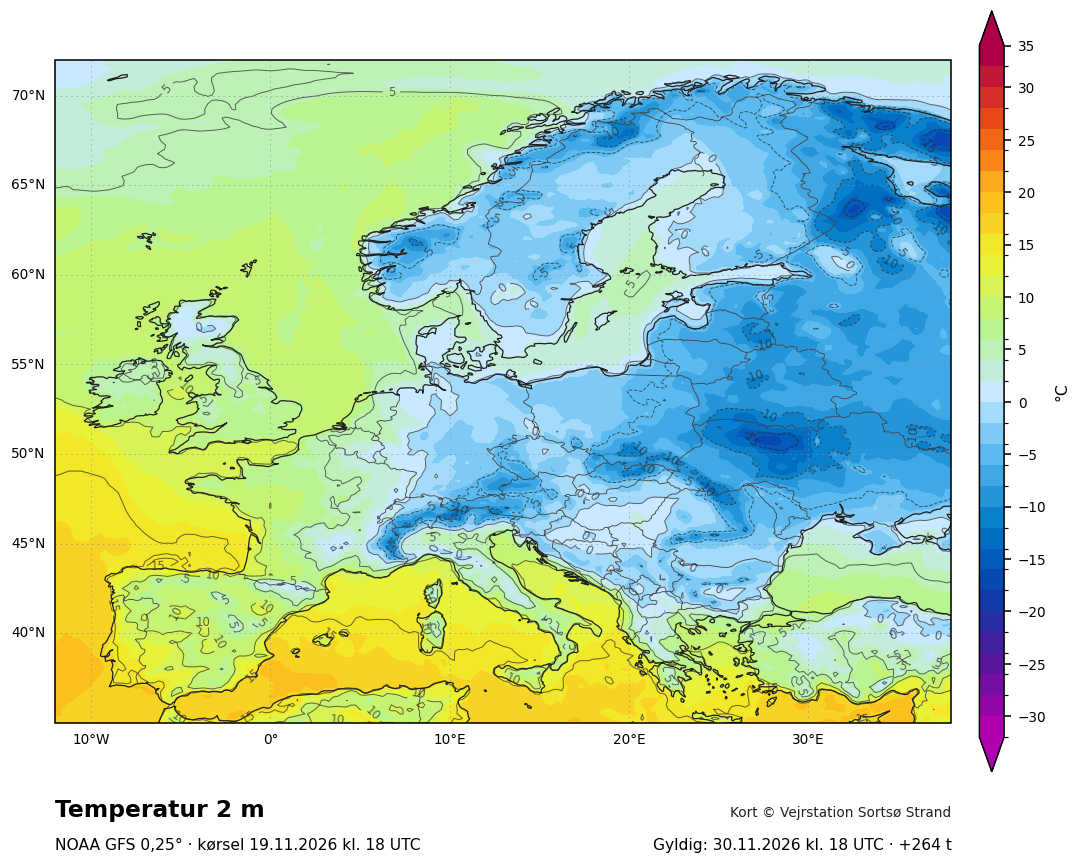 70°N
65°N
60°N
55°N
50°N
45°N
40°N
10°W
0°
10°E
20°E
30°E
35
30
25
20
15
10
5
0
−5
−10
−15
−20
−25
−30
°C
Temperatur 2 m
Kort © Vejrstation Sortsø Strand
NOAA GFS 0,25° · kørsel 19.11.2026 kl. 18 UTC
Gyldig: 30.11.2026 kl. 18 UTC · +264 t